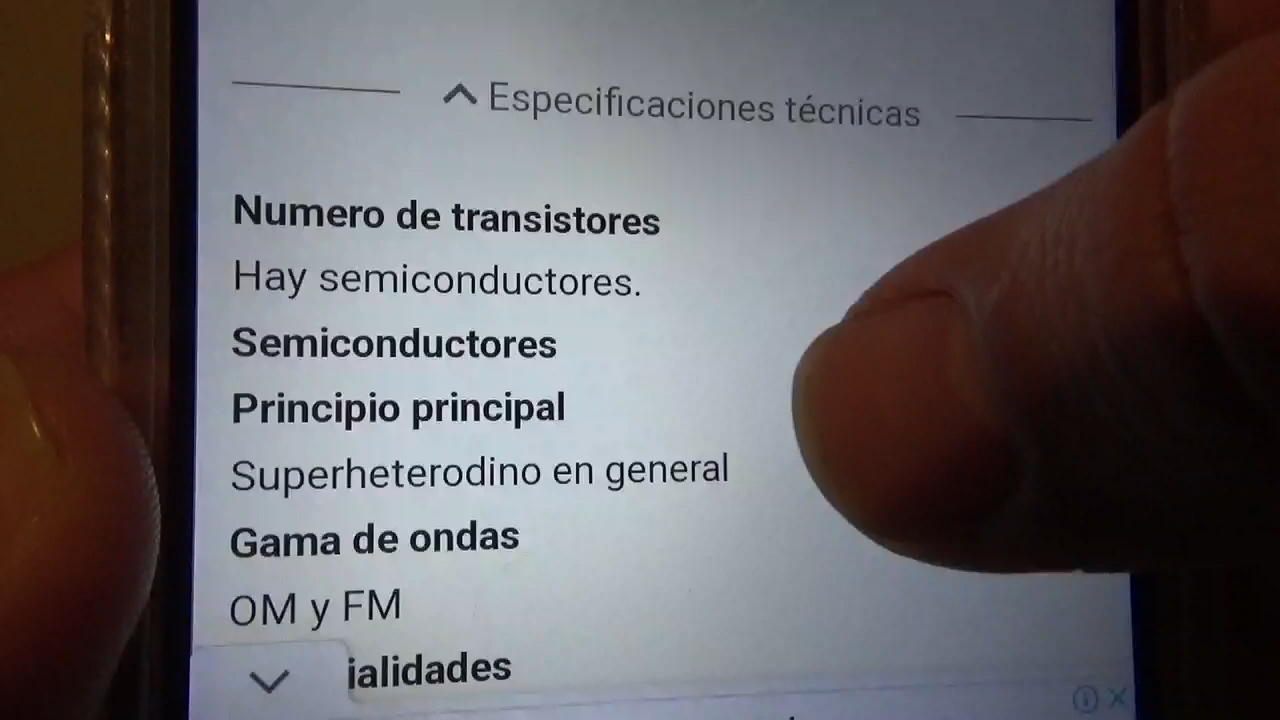 Especificaciones técnicas
Numero de transistores
Hay semiconductores.
Semiconductores
Principio principal
Superheterodino en general
Gama de ondas
OM y FM
ialidades